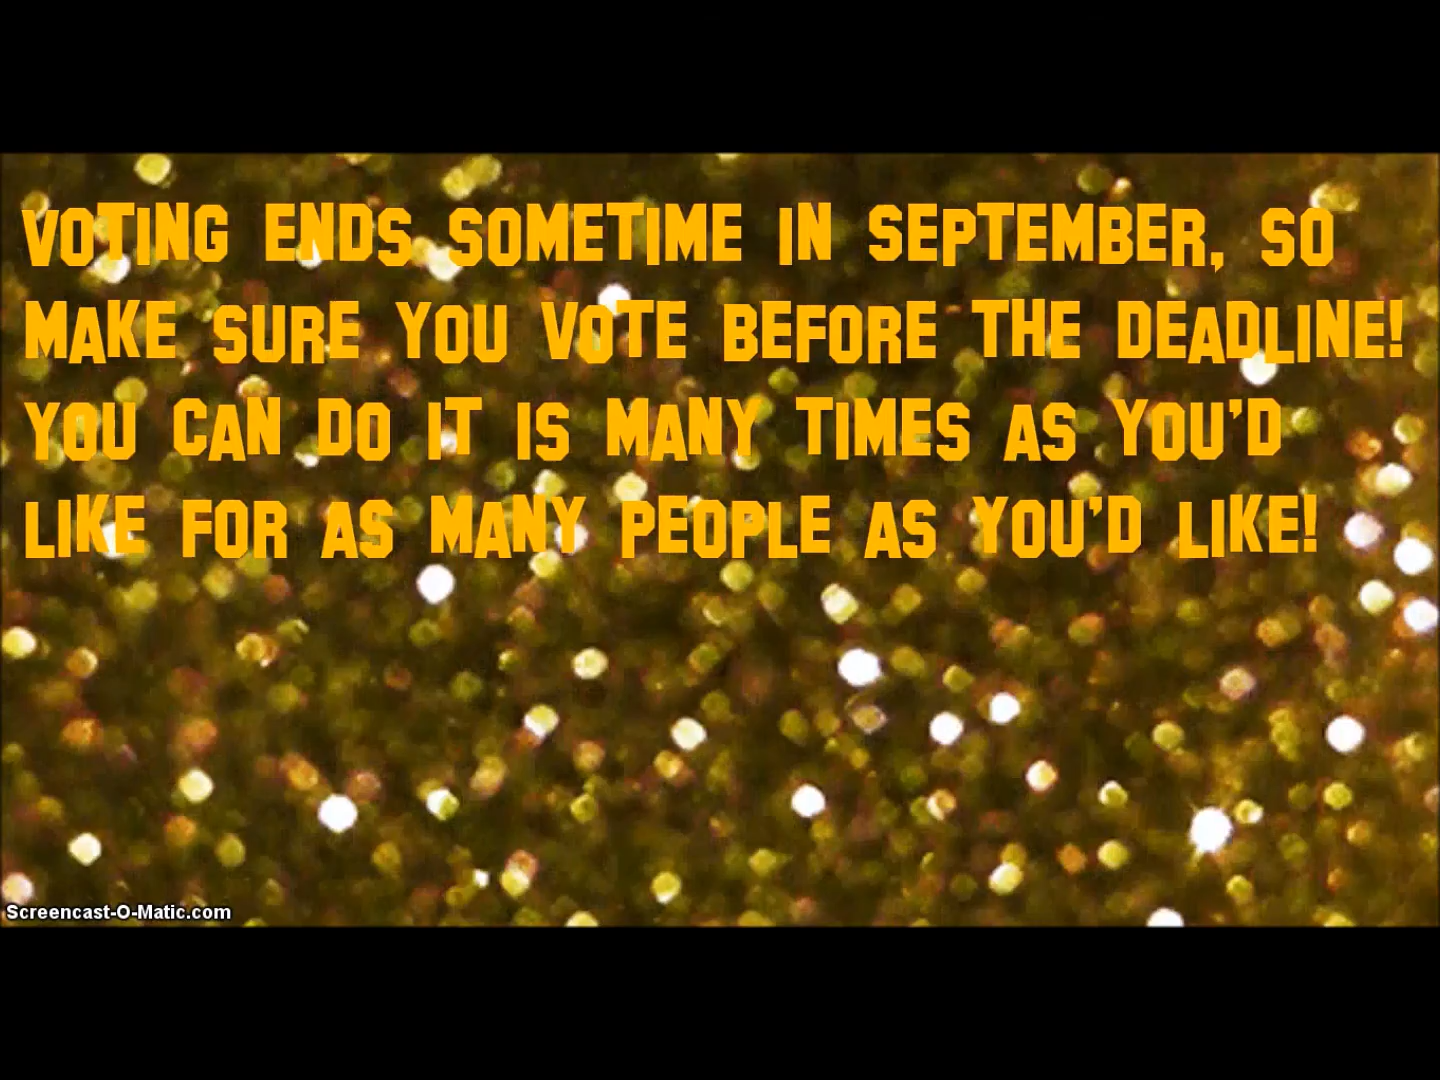 VOTING ENDS SOMETIME IN SEPTEMBER, SO
MAKE SURE YOU VOTE BEFORE THE DEADLINE!
YOU CAN DO IT IS MANY TIMES AS YOU'D
LIKE FOR AS MANY PEOPLE AS YOU'D LIKE!
Screencast-O-Matic.com